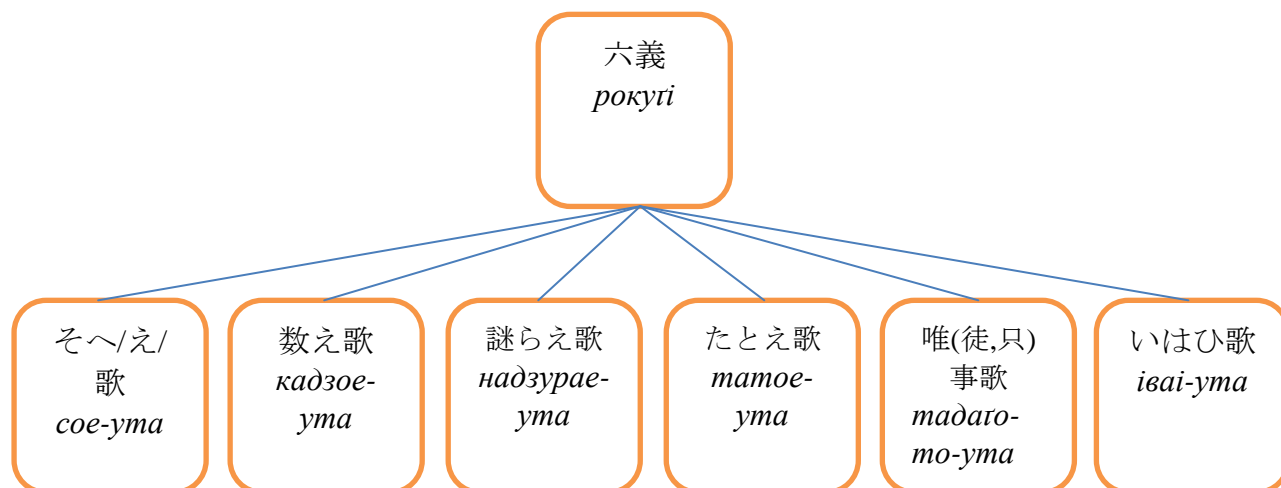 六義
рокуґі
そへ/え/
歌
сое-ута
数え歌
кадзое-
ута
謎らえ歌
надзурае-
ута
たとえ歌
татое-
ута
唯(徒,只)
事歌
тадаґо-
то-ута
いはひ歌
іваі-ута